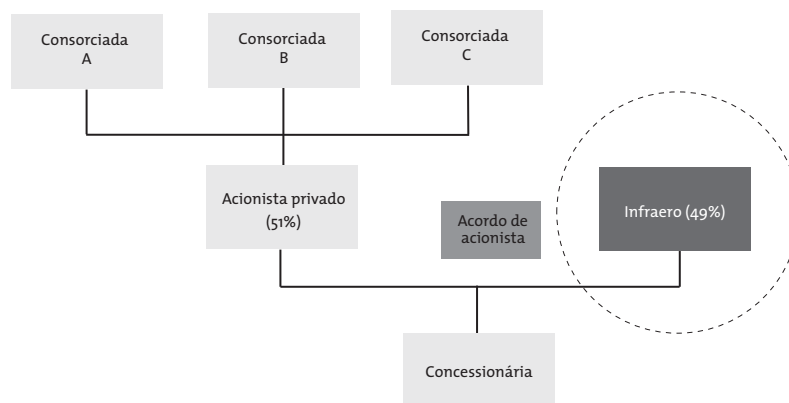 Consorciada
A
Consorciada
B
Consorciada
C
Acionista privado
(51%)
Acordo de
acionista
Infraero (49%)
Concessionária